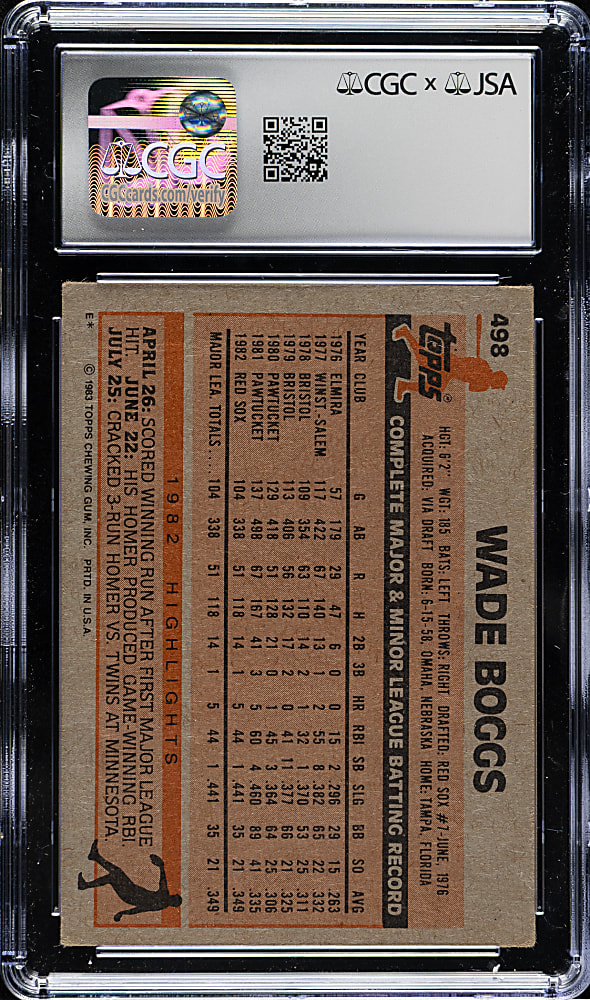 CGC x JSA
CGC
CGCcards.com/verify
498
Topps®
WADE BOGGS
HGT: 6'2" WGT: 185 BATS: LEFT THROWS: RIGHT DRAFTED: RED SOX, #7-JUNE, 1976
ACQUIRED: VIA DRAFT BORN: 6-15-58, OMAHA, NEBRASKA HOME: TAMPA, FLORIDA
COMPLETE MAJOR & MINOR LEAGUE BATTING RECORD
YEAR CLUB G AB R H 2B 3B HR RBI SB SLG BB SO AVG
1976 ELMIRA 57 179 29 47 6 0 0 15 2 .296 29 15 .263
1977 WINST-SALEM 117 422 67 140 13 1 2 55 8 .382 65 22 .332
1978 BRISTOL 109 354 63 110 14 2 1 32 1 .370 53 25 .311
1979 BRISTOL 113 406 56 132 17 2 0 41 11 .377 66 21 .325
1980 PAWTUCKET 129 418 51 128 21 0 1 45 3 .364 64 25 .306
1981 PAWTUCKET 137 498 67 167 41 3 5 60 4 .460 89 41 .335
1982 RED SOX 104 338 51 118 14 1 5 44 1 .441 35 21 .349
MAJOR LEA. TOTALS.... 104 338 51 118 14 1 5 44 1 .441 35 21 .349
1982 HIGHLIGHTS
APRIL 26: SCORED WINNING RUN AFTER FIRST MAJOR LEAGUE
HIT. JUNE 22: HIS HOMER PRODUCED GAME-WINNING RBI.
JULY 25: CRACKED 3-RUN HOMER VS. TWINS AT MINNESOTA.
E* © 1983 TOPPS CHEWING GUM, INC. PRTD. IN U.S.A.